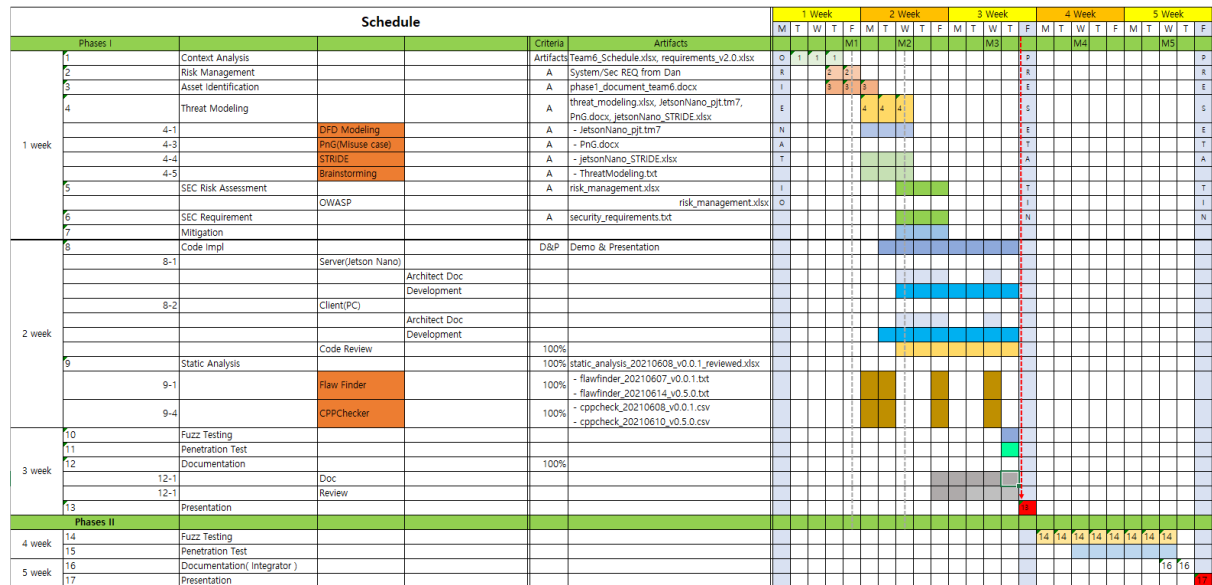 Schedule
1 Week 2 Week 3 Week 4 Week 5 Week
M T W T F M T W T F M T W T F M T W T F M T W T F
Phases I Criteria Artifacts M1 M2 M3 M4 M5
1 week
1 Context Analysis Artifacts Team6_Schedule.xlsx, requirements_v2.0.xlsx O 1 1 1 P P
2 Risk Management A System/Sec REQ from Dan R 2 2 R R
3 Asset Identification A phase1_document_team6.docx I 3 3 3 E E
4 Threat Modeling A threat_modeling.xlsx, JetsonNano_pjt.tm7,
PnG.docx, jetsonNano_STRIDE.xlsx E 4 4 4 S S
4-1 DFD Modeling A - JetsonNano_pjt.tm7 N E E
4-3 PnG(Misuse case) A - PnG.docx A T T
4-4 STRIDE A - jetsonNano_STRIDE.xlsx T A A
4-5 Brainstorming A - ThreatModeling.txt
5 SEC Risk Assessment A risk_management.xlsx I T T
OWASP risk_management.xlsx O I I
6 SEC Requirement A security_requirements.txt N N
7 Mitigation
2 week
8 Code Impl D&P Demo & Presentation
8-1 Server(Jetson Nano)
Architect Doc
Development
8-2 Client(PC)
Architect Doc
Development
Code Review 100%
9 Static Analysis 100% static_analysis_20210608_v0.0.1_reviewed.xlsx
9-1 Flaw Finder 100% - flawfinder_20210607_v0.0.1.txt
- flawfinder_20210614_v0.5.0.txt
9-4 CPPChecker 100% - cppcheck_20210608_v0.0.1.csv
- cppcheck_20210610_v0.5.0.csv
3 week
10 Fuzz Testing
11 Penetration Test
12 Documentation 100%
12-1 Doc
12-1 Review
13 Presentation 13
Phases II
4 week
14 Fuzz Testing 14 14 14 14 14 14 14 14
15 Penetration Test
5 week
16 Documentation( Integrator ) 16 16
17 Presentation 17